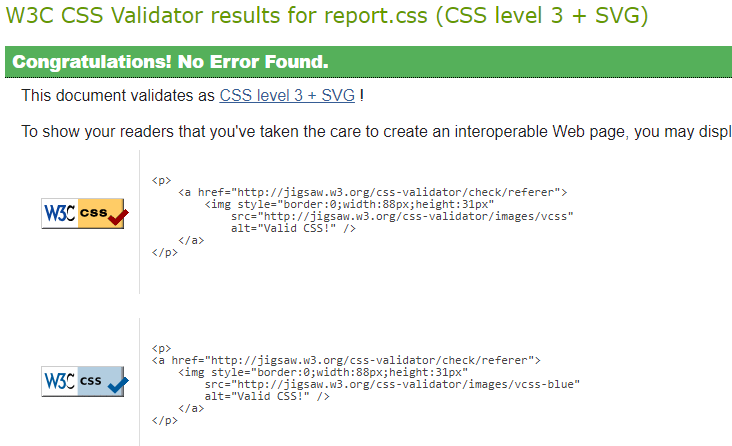 W3C CSS Validator results for report.css (CSS level 3 + SVG)
Congratulations! No Error Found.
This document validates as CSS level 3 + SVG !
To show your readers that you've taken the care to create an interoperable Web page, you may displ
W3C css
<p>
<a href="http://jigsaw.w3.org/css-validator/check/referer">
<img style="border:0;width:88px;height:31px"
src="http://jigsaw.w3.org/css-validator/images/vcss"
alt="Valid CSS!" />
</a>
</p>
W3C css
<p>
<a href="http://jigsaw.w3.org/css-validator/check/referer">
<img style="border:0;width:88px;height:31px"
src="http://jigsaw.w3.org/css-validator/images/vcss-blue"
alt="Valid CSS!" />
</a>
</p>